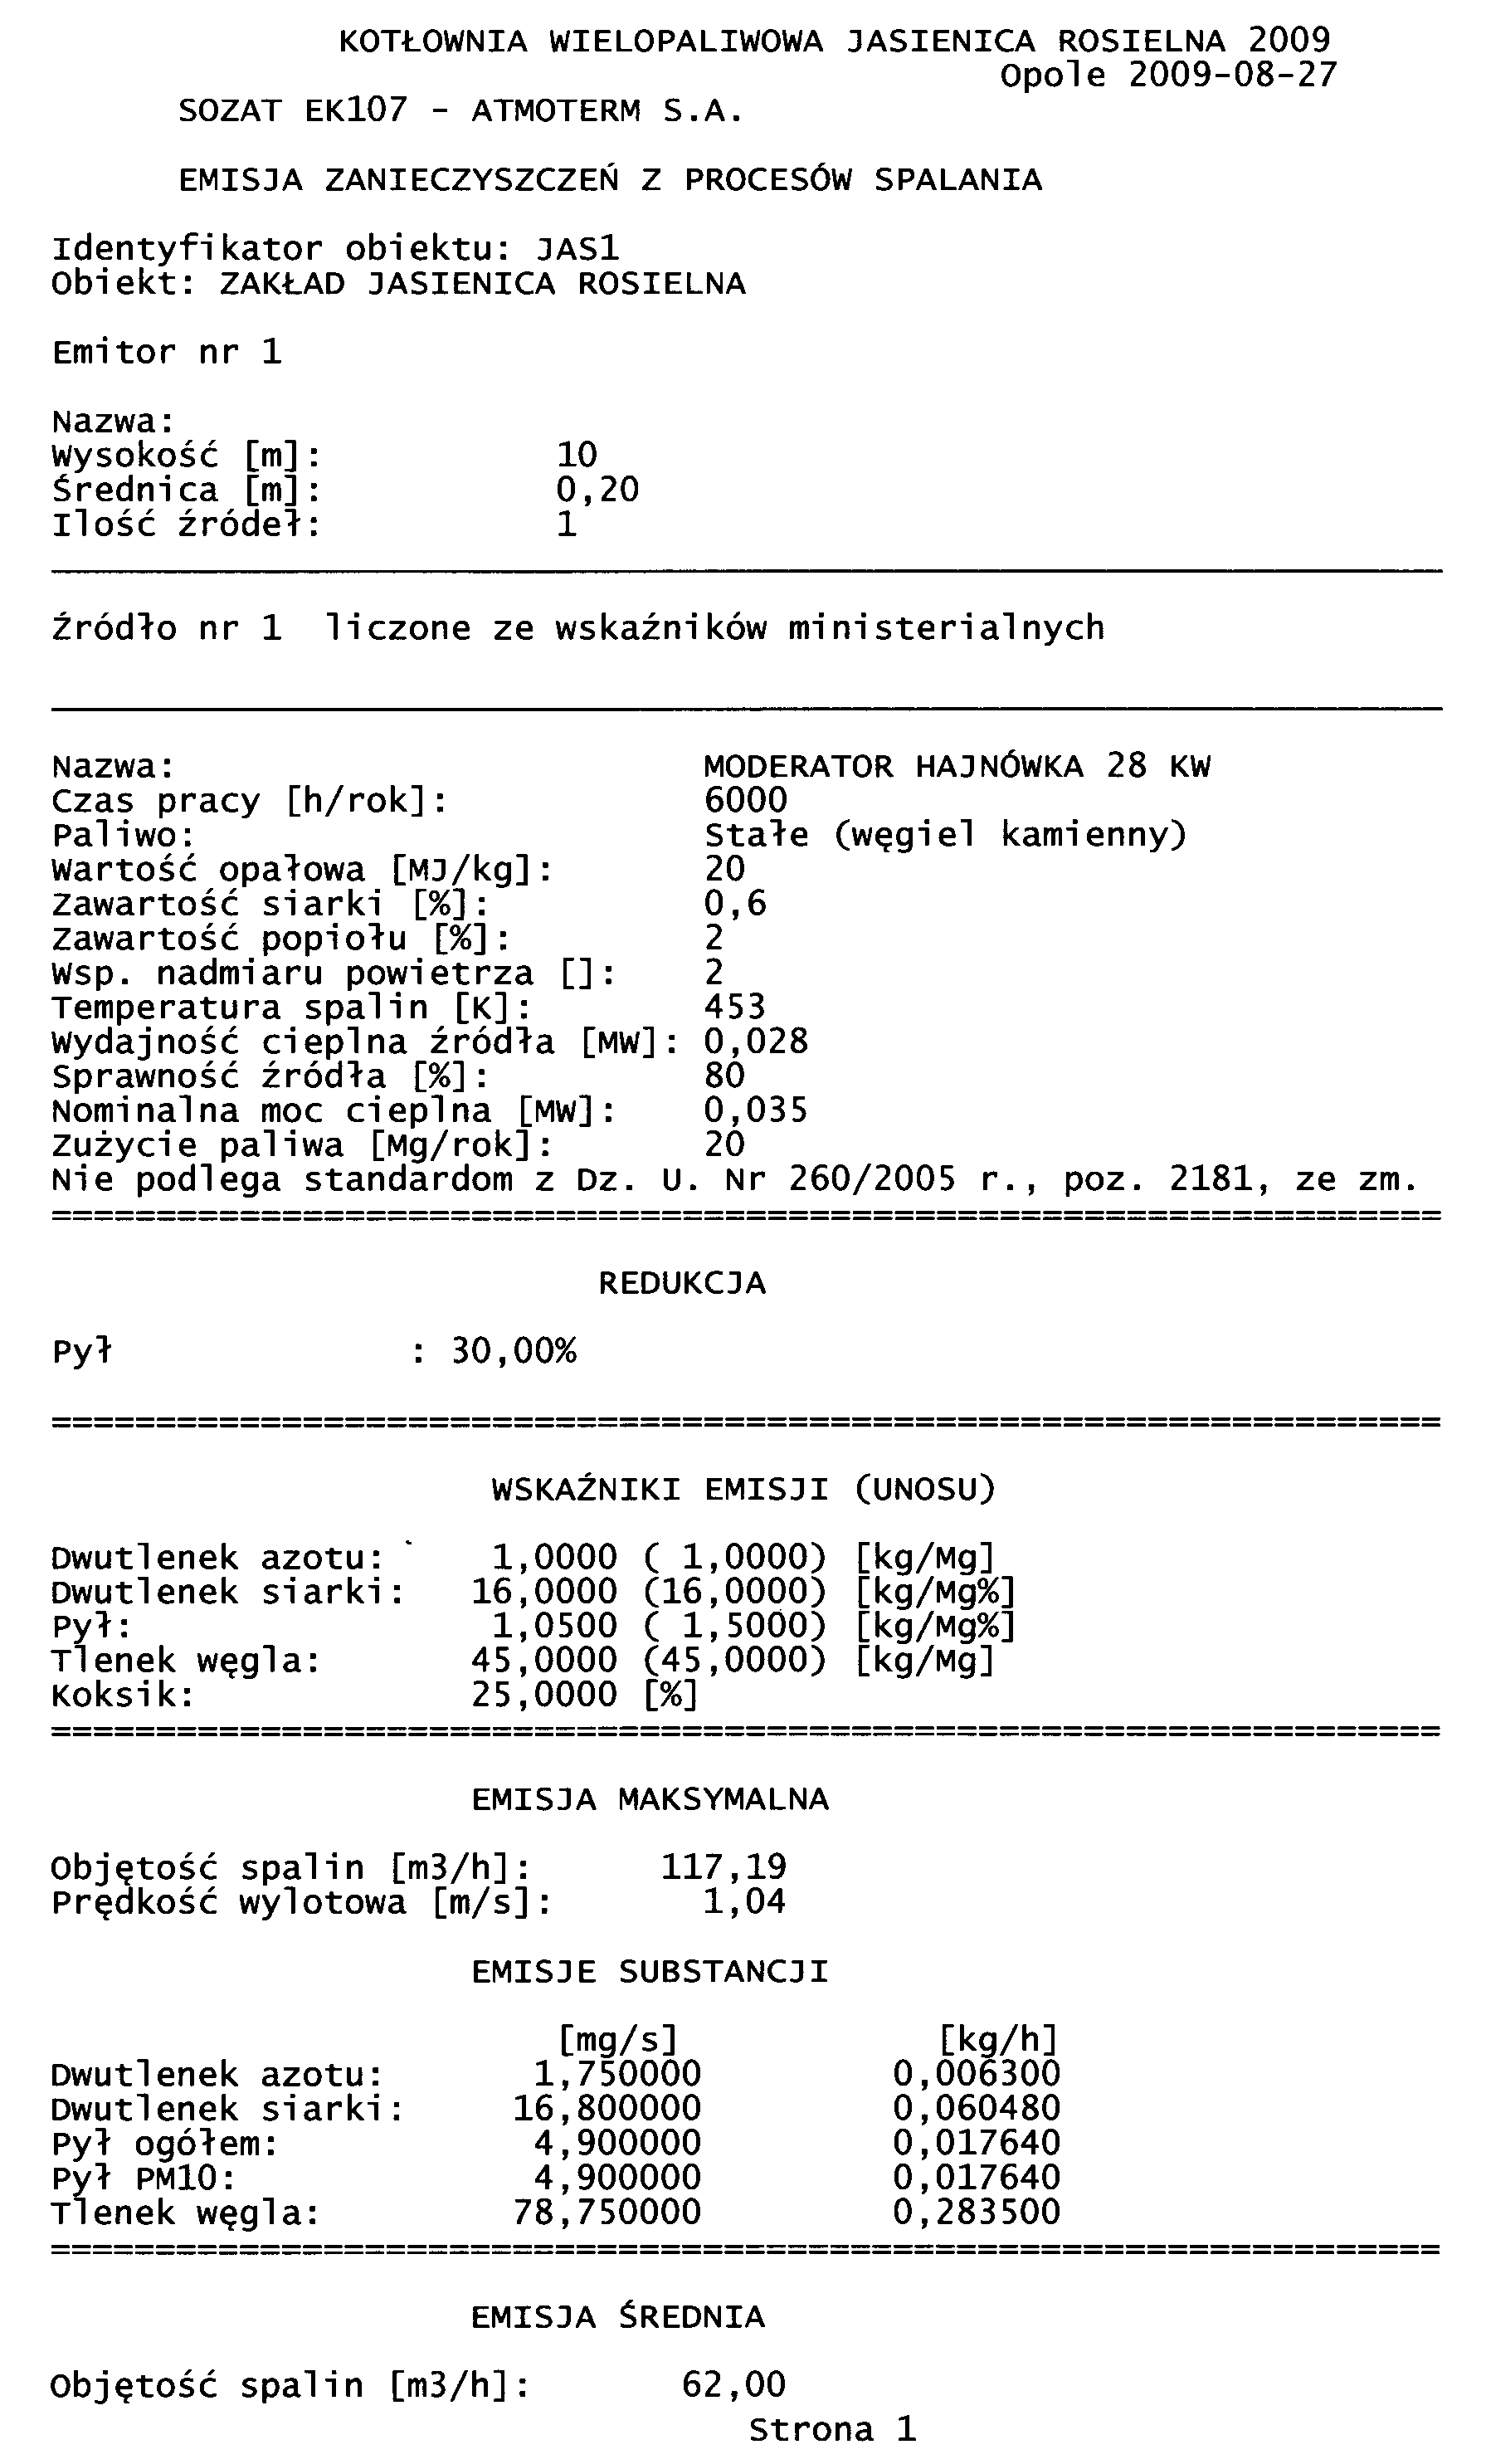 KOTŁOWNIA WIELOPALIWOWA JASIENICA ROSIELNA 2009
Opole 2009-08-27
SOZAT EK107 - ATMOTERM S.A.
EMISJA ZANIECZYSZCZEŃ Z PROCESÓW SPALANIA
Identyfikator obiektu: JAS1
Obiekt: ZAKŁAD JASIENICA ROSIELNA
Emitor nr 1
Nazwa:
Wysokość [m]: 10
Średnica [m]: 0,20
Ilość źródeł: 1
Źródło nr 1 liczone ze wskaźników ministerialnych
Nazwa: MODERATOR HAJNÓWKA 28 KW
Czas pracy [h/rok]: 6000
Paliwo: Stałe (węgiel kamienny)
Wartość opałowa [MJ/kg]: 20
Zawartość siarki [%]: 0,6
Zawartość popiołu [%]: 2
Wsp. nadmiaru powietrza []: 2
Temperatura spalin [K]: 453
Wydajność cieplna źródła [MW]: 0,028
Sprawność źródła [%]: 80
Nominalna moc cieplna [MW]: 0,035
Zużycie paliwa [Mg/rok]: 20
Nie podlega standardom z Dz. U. Nr 260/2005 r., poz. 2181, ze zm.
==================================================================
REDUKCJA
Pył : 30,00%
==================================================================
WSKAŹNIKI EMISJI (UNOSU)
Dwutlenek azotu: 1,0000 ( 1,0000) [kg/Mg]
Dwutlenek siarki: 16,0000 (16,0000) [kg/Mg%]
Pył: 1,0500 ( 1,5000) [kg/Mg%]
Tlenek węgla: 45,0000 (45,0000) [kg/Mg]
Koksik: 25,0000 [%]
==================================================================
EMISJA MAKSYMALNA
Objętość spalin [m3/h]: 117,19
Prędkość wylotowa [m/s]: 1,04
EMISJE SUBSTANCJI
[mg/s] [kg/h]
Dwutlenek azotu: 1,750000 0,006300
Dwutlenek siarki: 16,800000 0,060480
Pył ogółem: 4,900000 0,017640
Pył PM10: 4,900000 0,017640
Tlenek węgla: 78,750000 0,283500
==================================================================
EMISJA ŚREDNIA
Objętość spalin [m3/h]: 62,00
Strona 1